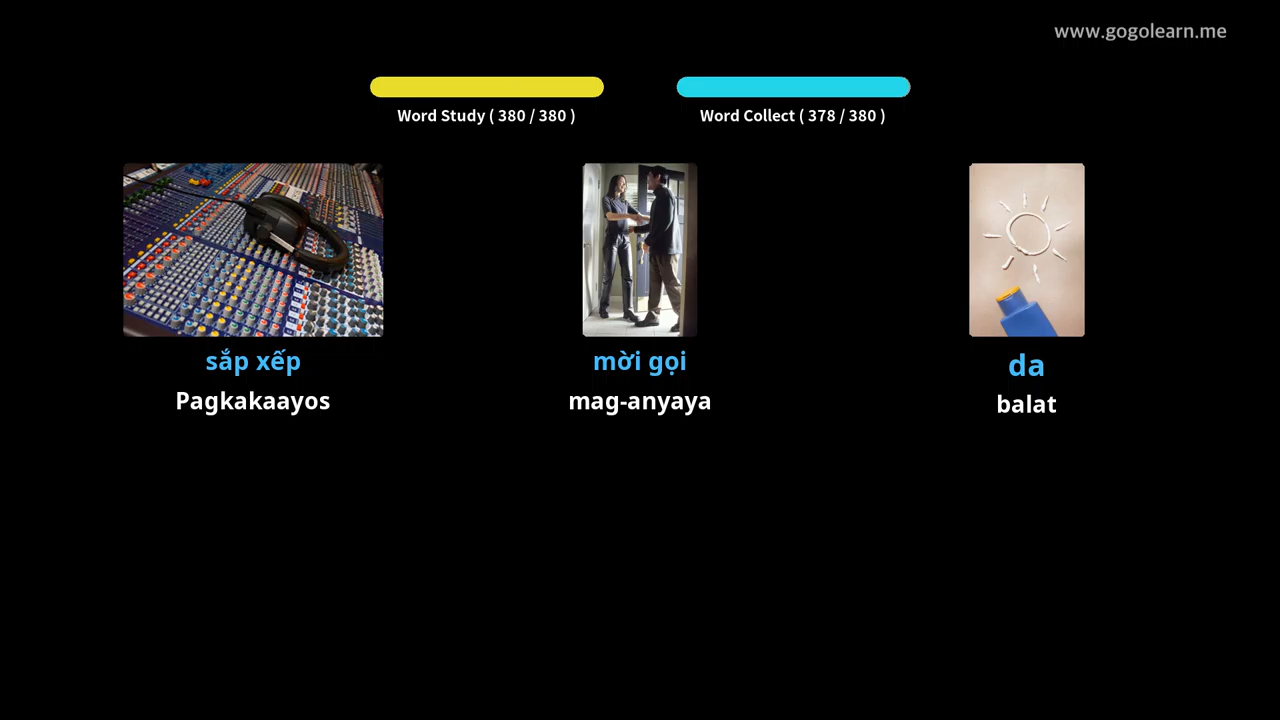 www.gogolearn.me
Word Study ( 380 / 380 )
Word Collect ( 378 / 380 )
sắp xếp
Pagkakaayos
mời gọi
mag-anyaya
da
balat